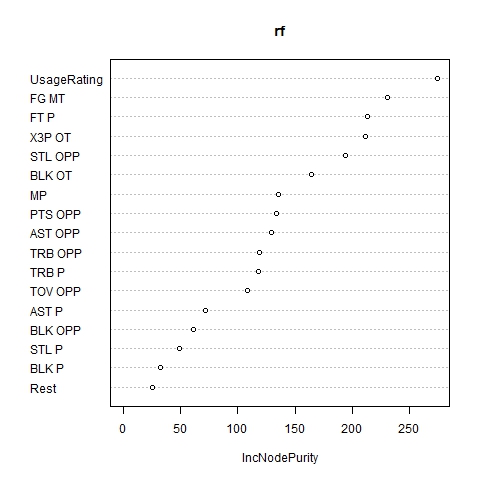 rf
UsageRating
FG MT
FT P
X3P OT
STL OPP
BLK OT
MP
PTS OPP
AST OPP
TRB OPP
TRB P
TOV OPP
AST P
BLK OPP
STL P
BLK P
Rest
0 50 100 150 200 250
IncNodePurity